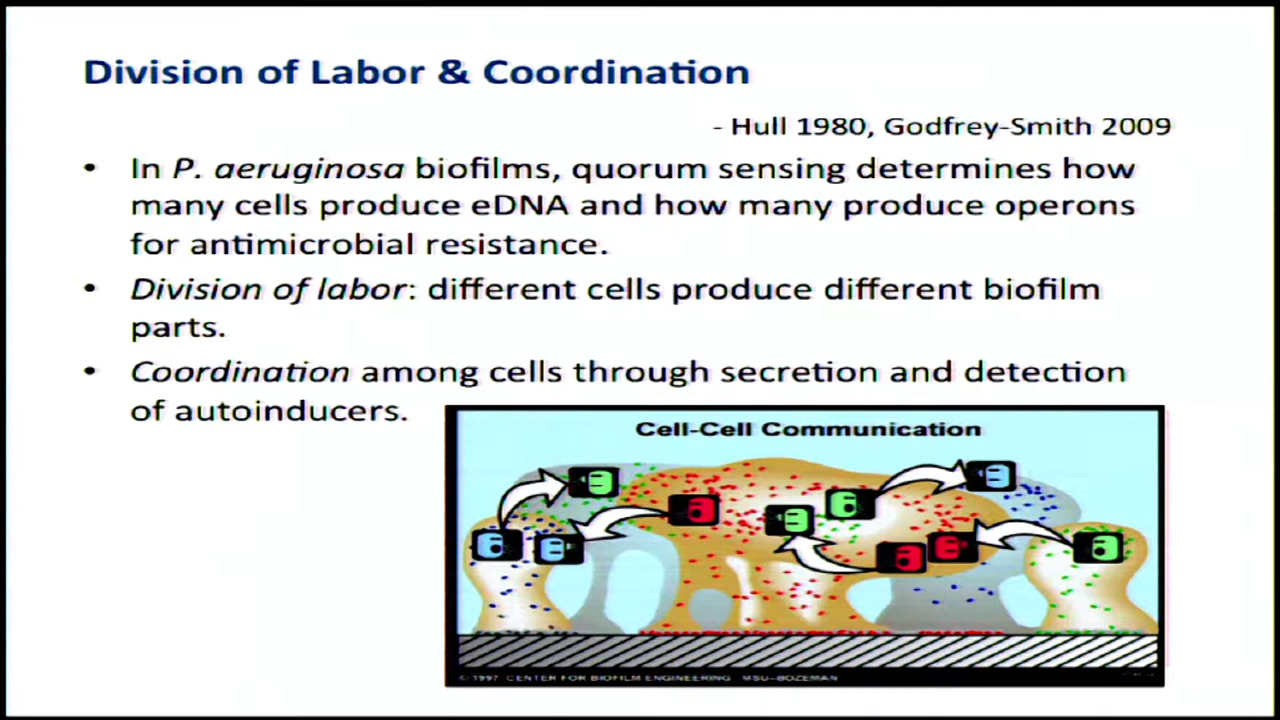 Division of Labor & Coordination
- Hull 1980, Godfrey-Smith 2009
• In P. aeruginosa biofilms, quorum sensing determines how
many cells produce eDNA and how many produce operons
for antimicrobial resistance.
• Division of labor: different cells produce different biofilm
parts.
• Coordination among cells through secretion and detection
of autoinducers.
Cell-Cell Communication
© 1997 CENTER FOR BIOFILM ENGINEERING MSU-BOZEMAN